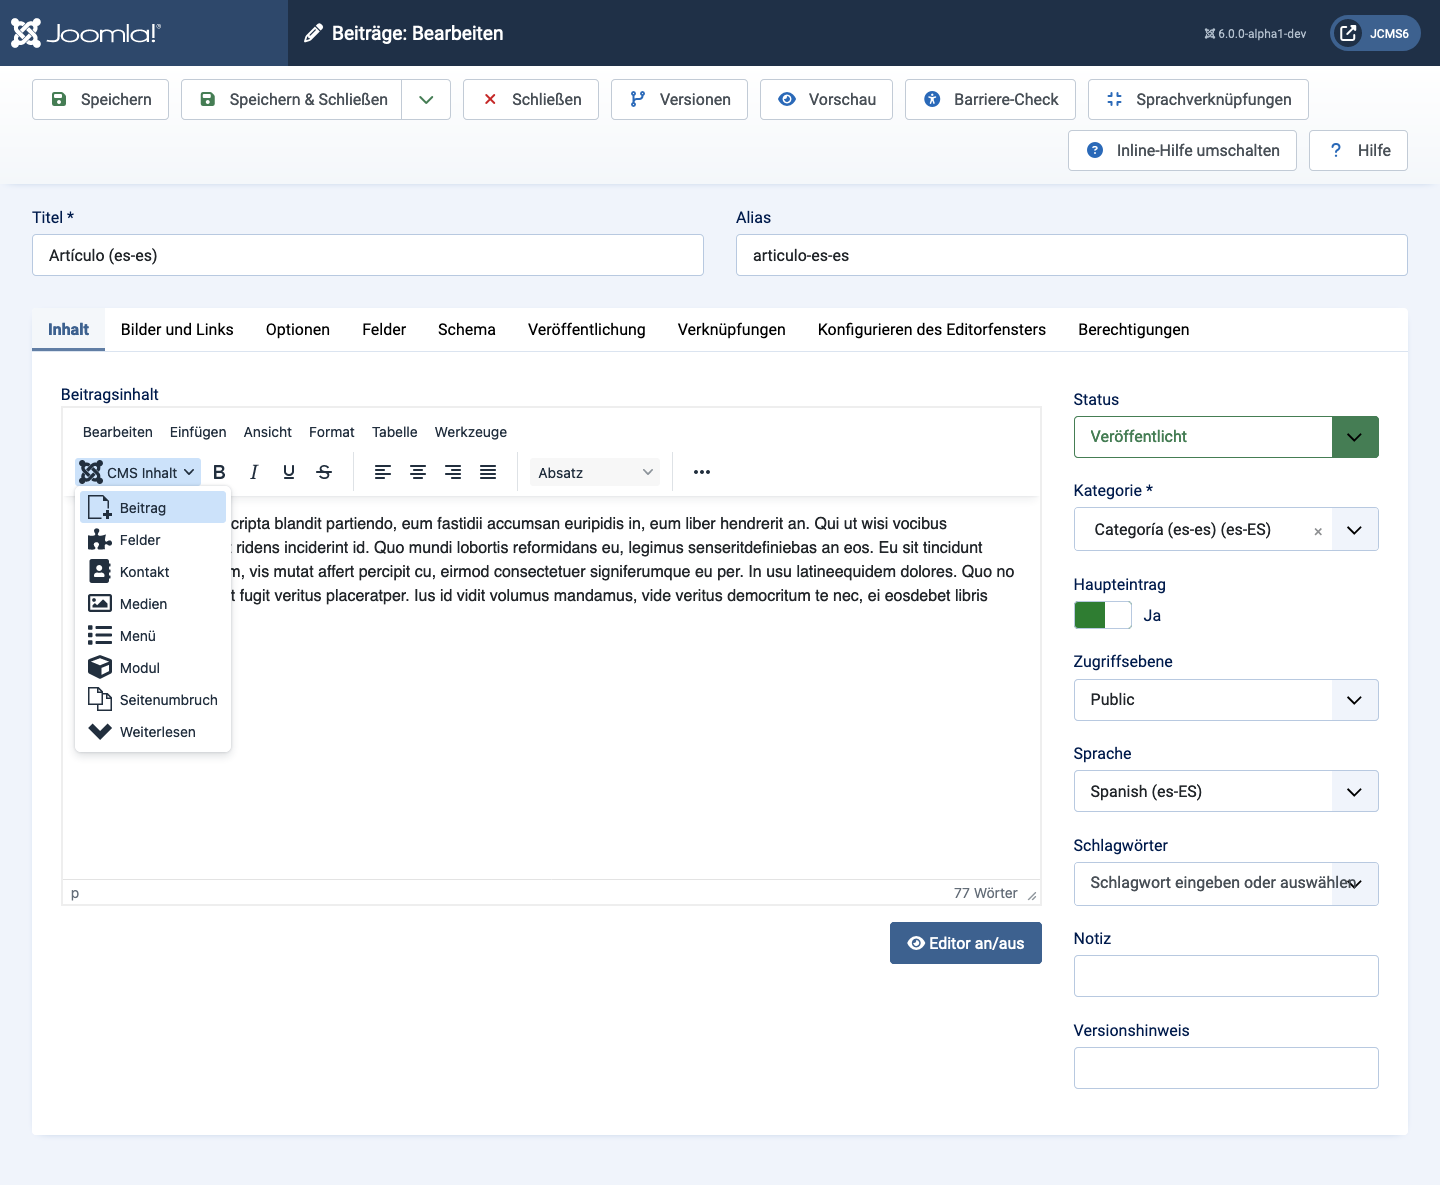 Joomla!®
Beiträge: Bearbeiten
6.0.0-alpha1-dev
JCMS6
Speichern
Speichern & Schließen
Schließen
Versionen
Vorschau
Barriere-Check
Sprachverknüpfungen
Inline-Hilfe umschalten
? Hilfe
Titel *
Alias
Artículo (es-es)
articulo-es-es
Inhalt
Bilder und Links
Optionen
Felder
Schema
Veröffentlichung
Verknüpfungen
Konfigurieren des Editorfensters
Berechtigungen
Beitragsinhalt
Bearbeiten
Einfügen
Ansicht
Format
Tabelle
Werkzeuge
CMS Inhalt
B I U S
Absatz
Beitrag
Felder
Kontakt
Medien
Menü
Modul
Seitenumbruch
Weiterlesen
cripta blandit partiendo, eum fastidii accumsan euripidis in, eum liber hendrerit an. Qui ut wisi vocibus
ridens inciderint id. Quo mundi lobortis reformidans eu, legimus senseritdefiniebas an eos. Eu sit tincidunt
m, vis mutat affert percipit cu, eirmod consectetuer signiferumque eu per. In usu latineequidem dolores. Quo no
t fugit veritus placeratper. Ius id vidit volumus mandamus, vide veritus democritum te nec, ei eosdebet libris
p
77 Wörter
Editor an/aus
Status
Veröffentlicht
Kategorie *
Categoría (es-es) (es-ES) ×
Haupteintrag
Ja
Zugriffsebene
Public
Sprache
Spanish (es-ES)
Schlagwörter
Schlagwort eingeben oder auswählen
Notiz
Versionshinweis